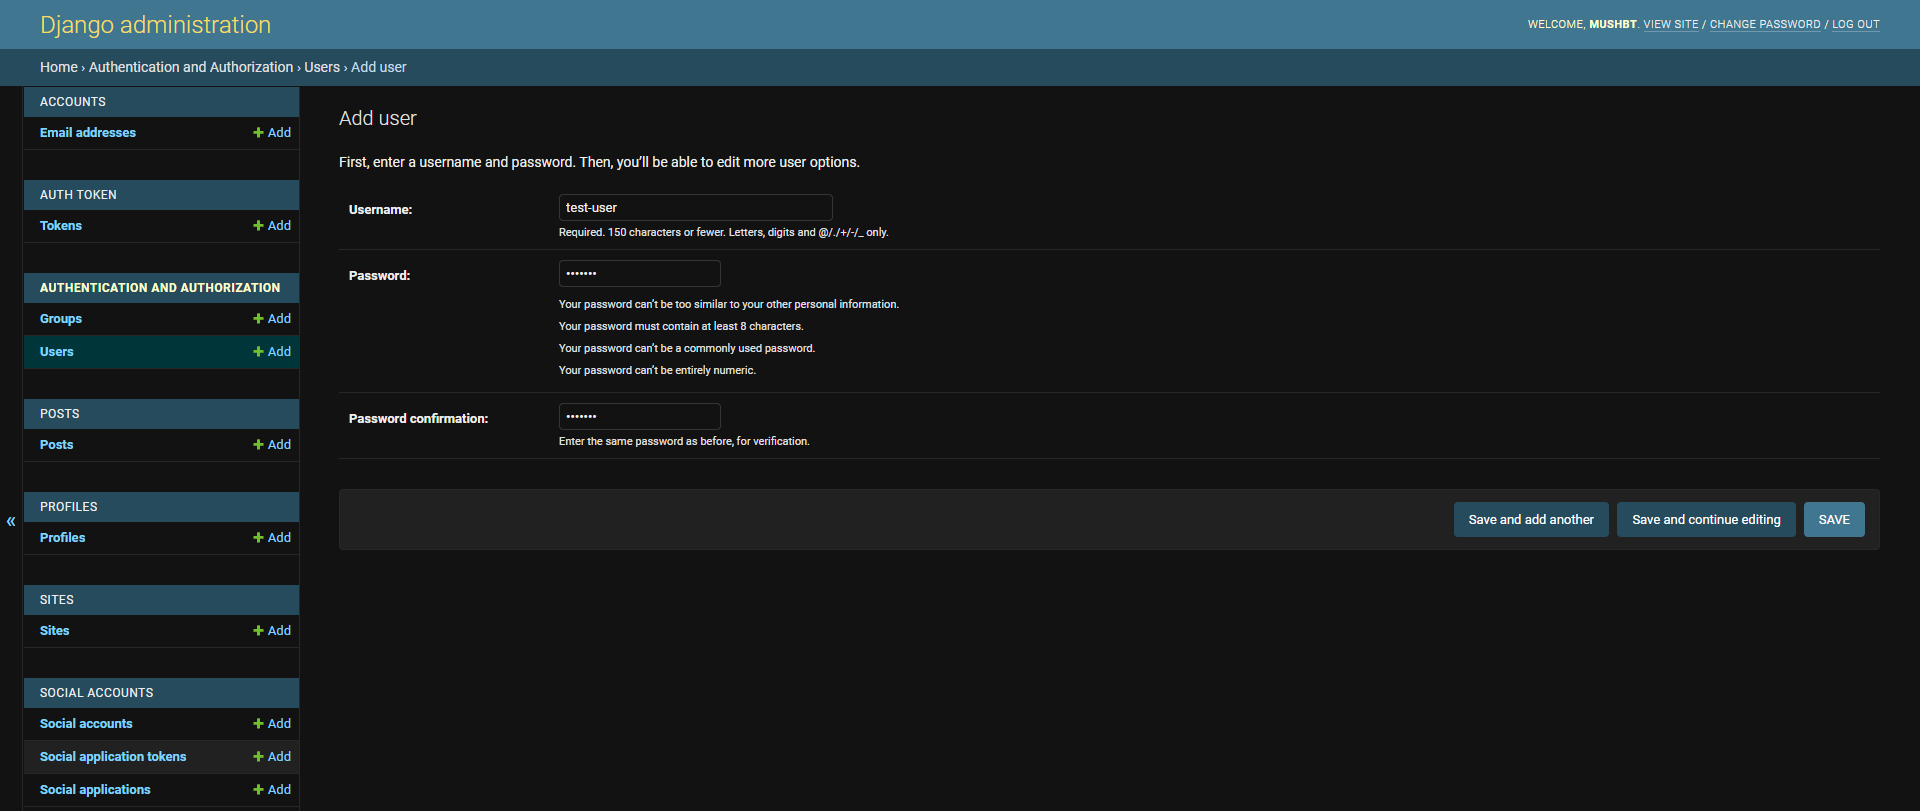 Django administration
WELCOME, MUSHBT. VIEW SITE / CHANGE PASSWORD / LOG OUT
Home › Authentication and Authorization › Users › Add user
ACCOUNTS
Email addresses
Add
AUTH TOKEN
Tokens
Add
AUTHENTICATION AND AUTHORIZATION
Groups
Add
Users
Add
POSTS
Posts
Add
PROFILES
Profiles
Add
SITES
Sites
Add
SOCIAL ACCOUNTS
Social accounts
Add
Social application tokens
Add
Social applications
Add
«
Add user
First, enter a username and password. Then, you’ll be able to edit more user options.
Username:
test-user
Required. 150 characters or fewer. Letters, digits and @/./+/-/_ only.
Password:
•••••••
Your password can’t be too similar to your other personal information.
Your password must contain at least 8 characters.
Your password can’t be a commonly used password.
Your password can’t be entirely numeric.
Password confirmation:
•••••••
Enter the same password as before, for verification.
Save and add another
Save and continue editing
SAVE